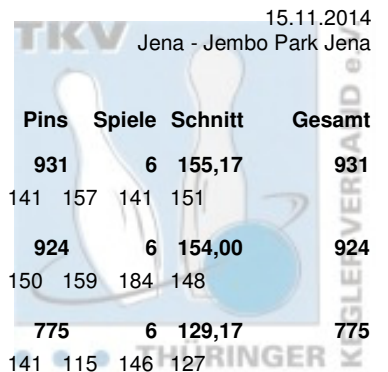 15.11.2014
TKV
Jena - Jembo Park Jena
Pins Spiele Schnitt Gesamt
931 6 155,17 931
141 157 141 151
924 6 154,00 924
150 159 184 148
775 6 129,17 775
141 115 146 127
THÜRINGER
KEGLERVERBAND e.V.